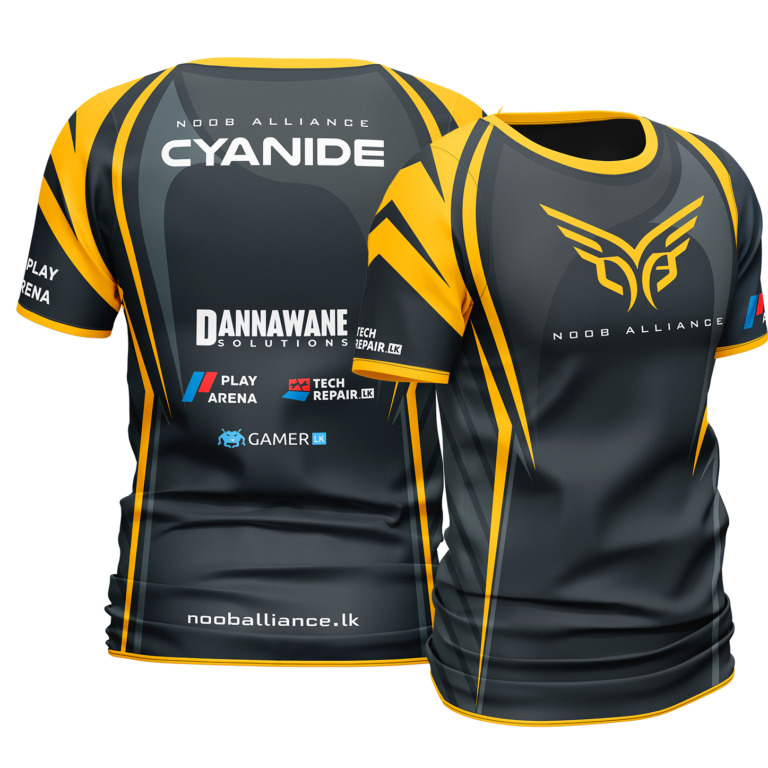 NOOB ALLIANCE
CYANIDE
PLAY
ARENA
DANNAWANE
SOLUTIONS
PLAY
ARENA
TECH
REPAIR.LK
GAMER LK
nooballiance.lk
TECH
REPAIR.LK
NOOB ALLIANCE